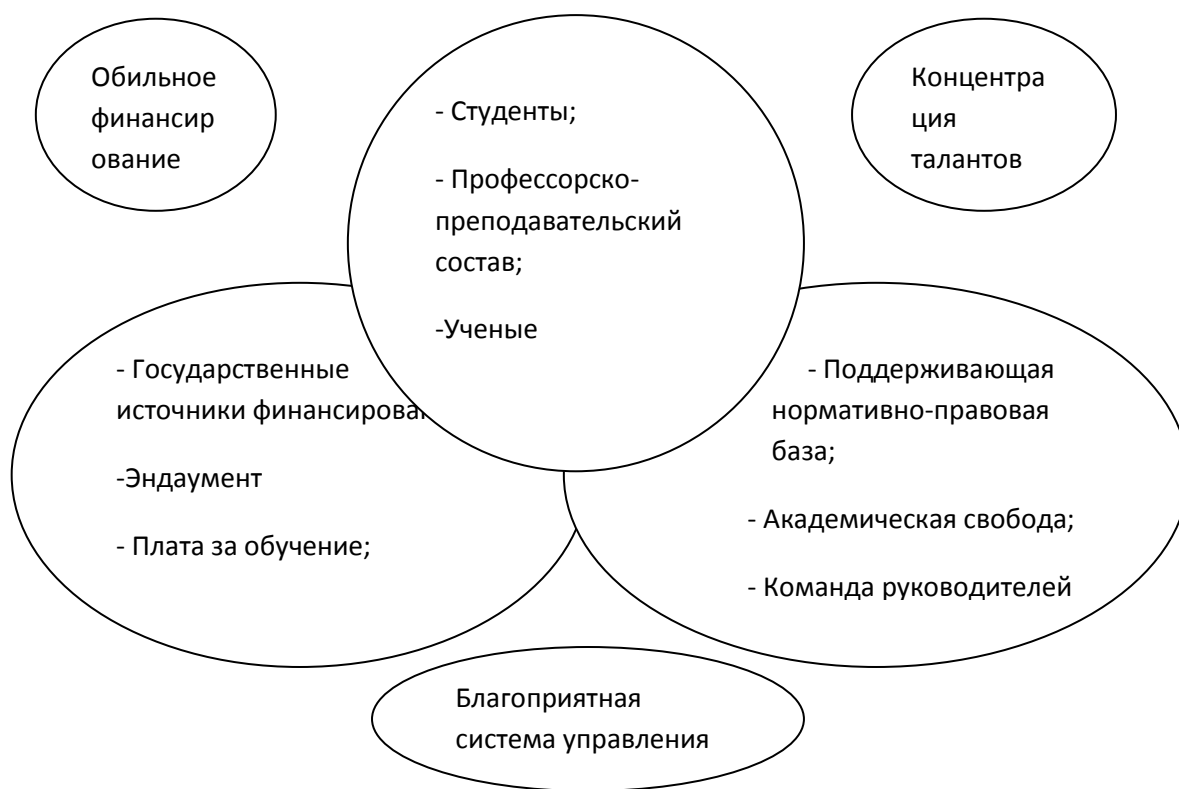 Обильное
финансир
ование
- Студенты;
- Профессорско-
преподавательский
состав;
-Ученые
Концентра
ция
талантов
- Государственные
источники финансирова
-Эндаумент
- Плата за обучение;
- Поддерживающая
нормативно-правовая
база;
- Академическая свобода;
- Команда руководителей
Благоприятная
система управления